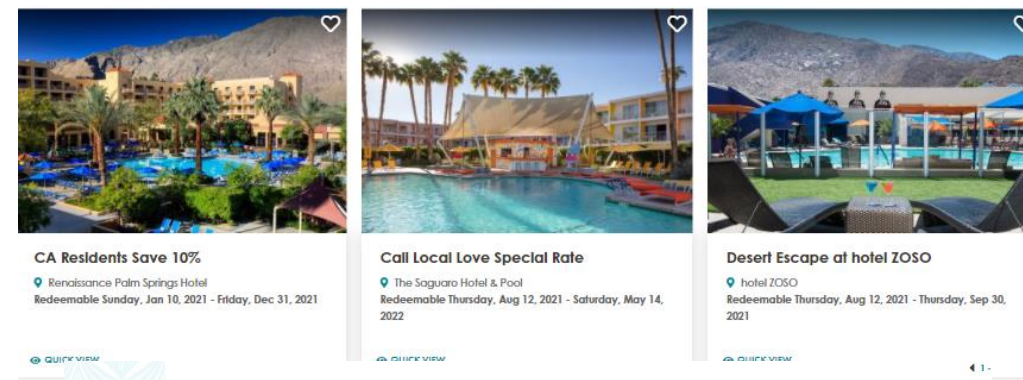 CA Residents Save 10%
Renaissance Palm Springs Hotel
Redeemable Sunday, Jan 10, 2021 - Friday, Dec 31, 2021
QUICK VIEW
Cali Local Love Special Rate
The Saguaro Hotel & Pool
Redeemable Thursday, Aug 12, 2021 - Saturday, May 14,
2022
QUICK VIEW
Desert Escape at hotel ZOSO
hotel ZOSO
Redeemable Thursday, Aug 12, 2021 - Thursday, Sep 30,
2021
QUICK VIEW
1 -